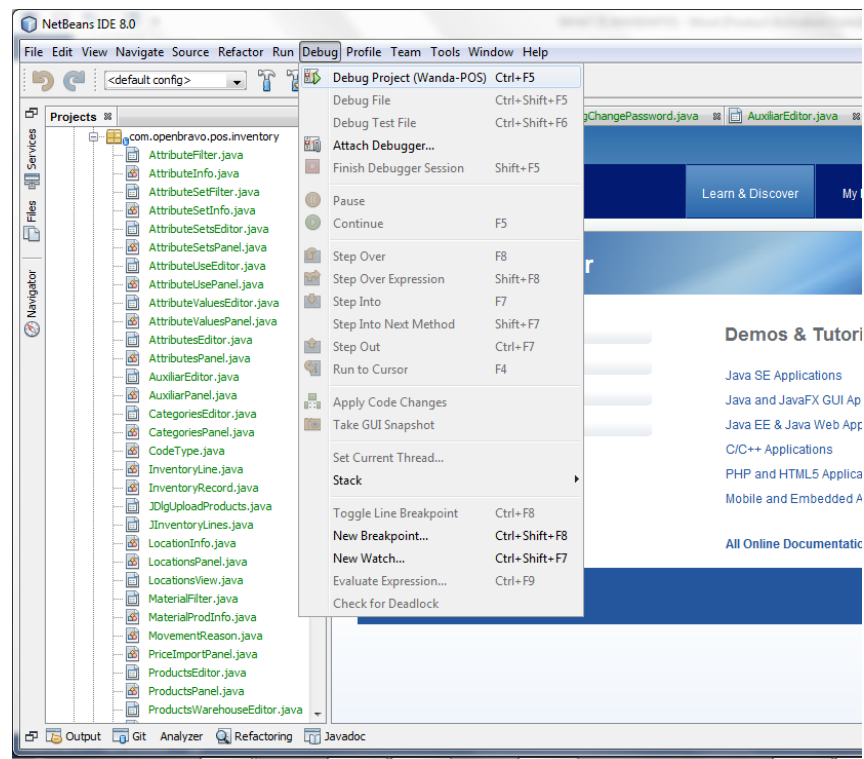 NetBeans IDE 8.0
File Edit View Navigate Source Refactor Run Debug Profile Team Tools Window Help
<default config>
Projects
Services
Files
Navigator
com.openbravo.pos.inventory
AttributeFilter.java
AttributeInfo.java
AttributeSetFilter.java
AttributeSetInfo.java
AttributeSetsEditor.java
AttributeSetsPanel.java
AttributeUseEditor.java
AttributeUsePanel.java
AttributeValuesEditor.java
AttributeValuesPanel.java
AttributesEditor.java
AttributesPanel.java
AuxiliarEditor.java
AuxiliarPanel.java
CategoriesEditor.java
CategoriesPanel.java
CodeType.java
InventoryLine.java
InventoryRecord.java
JDlgUploadProducts.java
JInventoryLines.java
LocationInfo.java
LocationsPanel.java
LocationsView.java
MaterialFilter.java
MaterialProdInfo.java
MovementReason.java
PriceImportPanel.java
ProductsEditor.java
ProductsPanel.java
ProductsWarehouseEditor.java
Debug Project (Wanda-POS) Ctrl+F5
Debug File Ctrl+Shift+F5
Debug Test File Ctrl+Shift+F6
Attach Debugger...
Finish Debugger Session Shift+F5
Pause
Continue F5
Step Over F8
Step Over Expression Shift+F8
Step Into F7
Step Into Next Method Shift+F7
Step Out Ctrl+F7
Run to Cursor F4
Apply Code Changes
Take GUI Snapshot
Set Current Thread...
Stack
Toggle Line Breakpoint Ctrl+F8
New Breakpoint... Ctrl+Shift+F8
New Watch... Ctrl+Shift+F7
Evaluate Expression... Ctrl+F9
Check for Deadlock
gChangePassword.java AuxiliarEditor.java
Learn & Discover My
r
Demos & Tutori
Java SE Applications
Java and JavaFX GUI Ap
Java EE & Java Web App
C/C++ Applications
PHP and HTML5 Applica
Mobile and Embedded A
All Online Documentatio
Output Git Analyzer Refactoring Javadoc